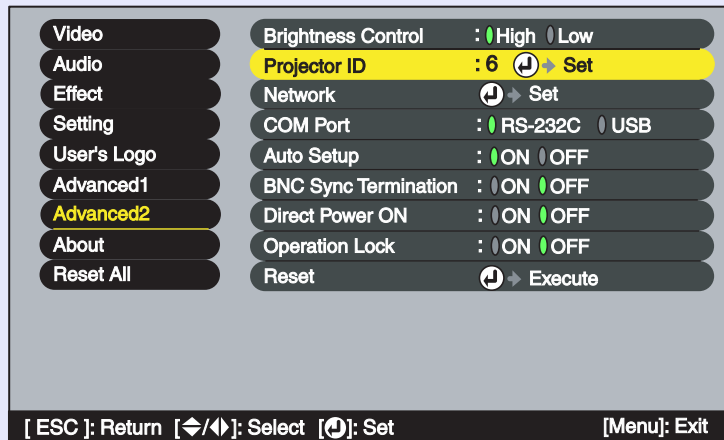 Video
Audio
Effect
Setting
User's Logo
Advanced1
Advanced2
About
Reset All
Brightness Control : High Low
Projector ID : 6 Set
Network Set
COM Port : RS-232C USB
Auto Setup : ON OFF
BNC Sync Termination : ON OFF
Direct Power ON : ON OFF
Operation Lock : ON OFF
Reset Execute
[ ESC ]: Return [ / ]: Select [ ]: Set [Menu]: Exit